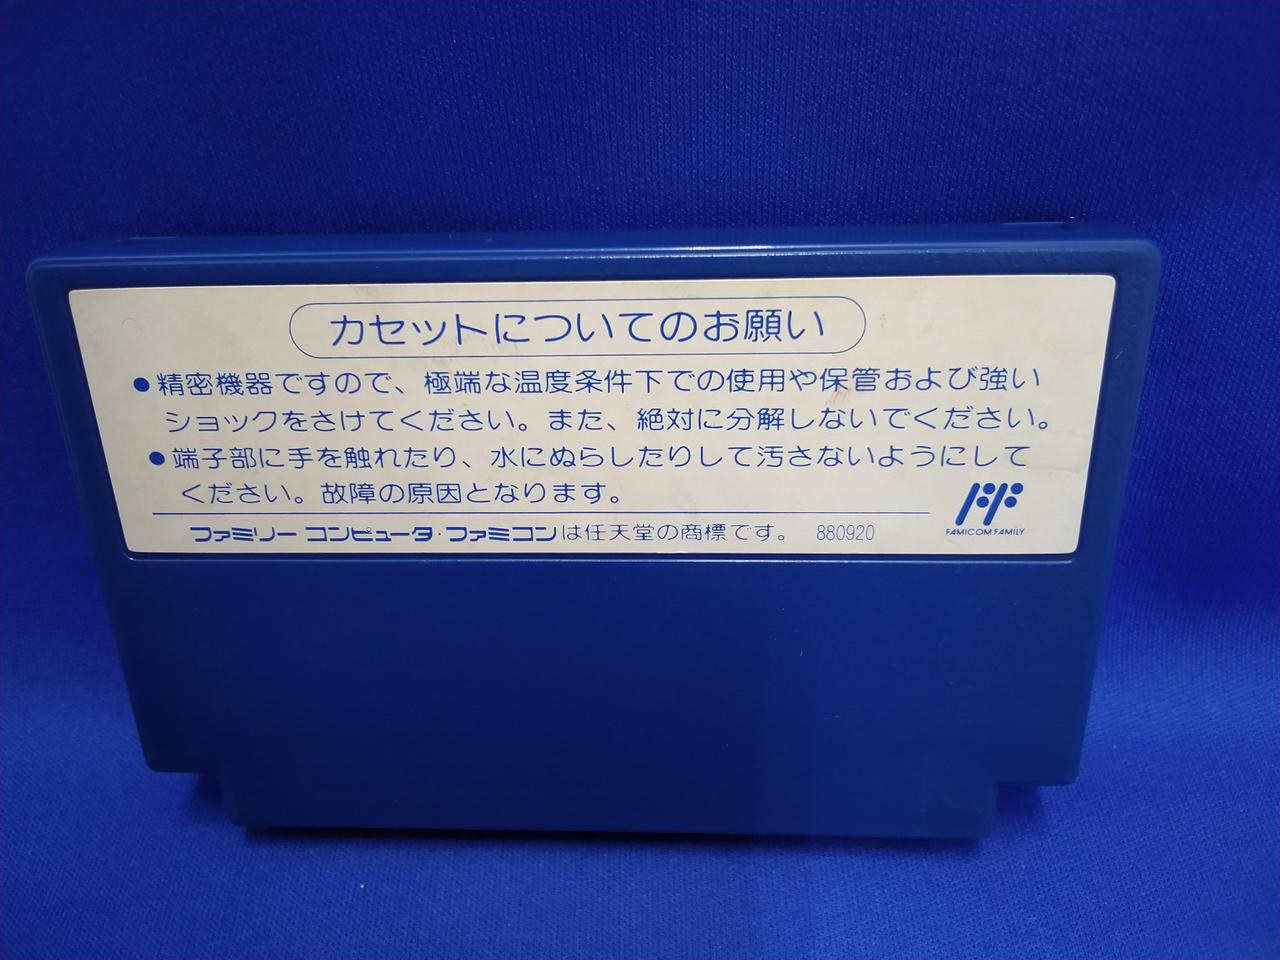 カセットについてのお願い
●精密機器ですので、極端な温度条件下での使用や保管および強い
ショックをさけてください。また、絶対に分解しないでください。
●端子部に手を触れたり、水にぬらしたりして汚さないようにして
ください。故障の原因となります。
ファミリー コンピュータ・ファミコンは任天堂の商標です。 880920
FF
FAMICOM FAMILY